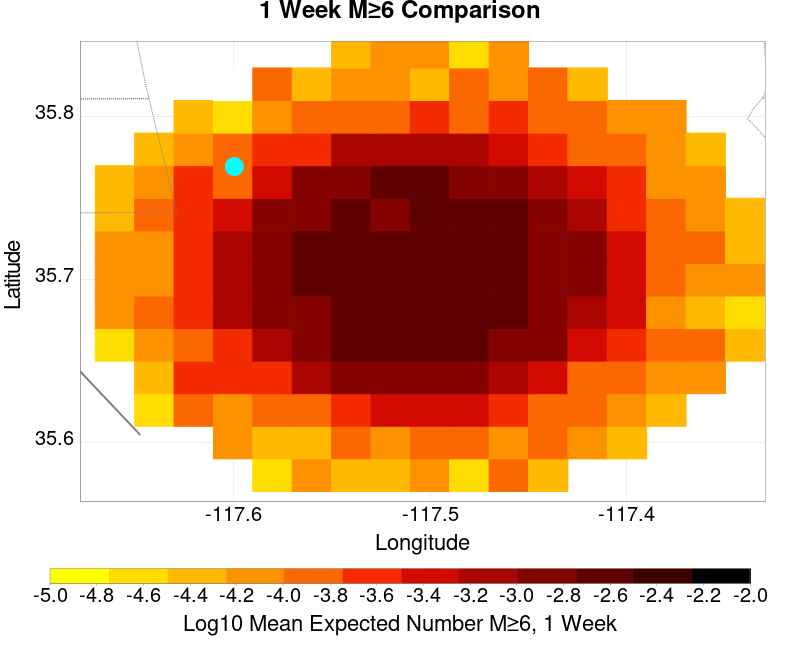 1 Week M≥6 Comparison
35.8
35.7
35.6
Latitude
-117.6 -117.5 -117.4
Longitude
-5.0 -4.8 -4.6 -4.4 -4.2 -4.0 -3.8 -3.6 -3.4 -3.2 -3.0 -2.8 -2.6 -2.4 -2.2 -2.0
Log10 Mean Expected Number M≥6, 1 Week